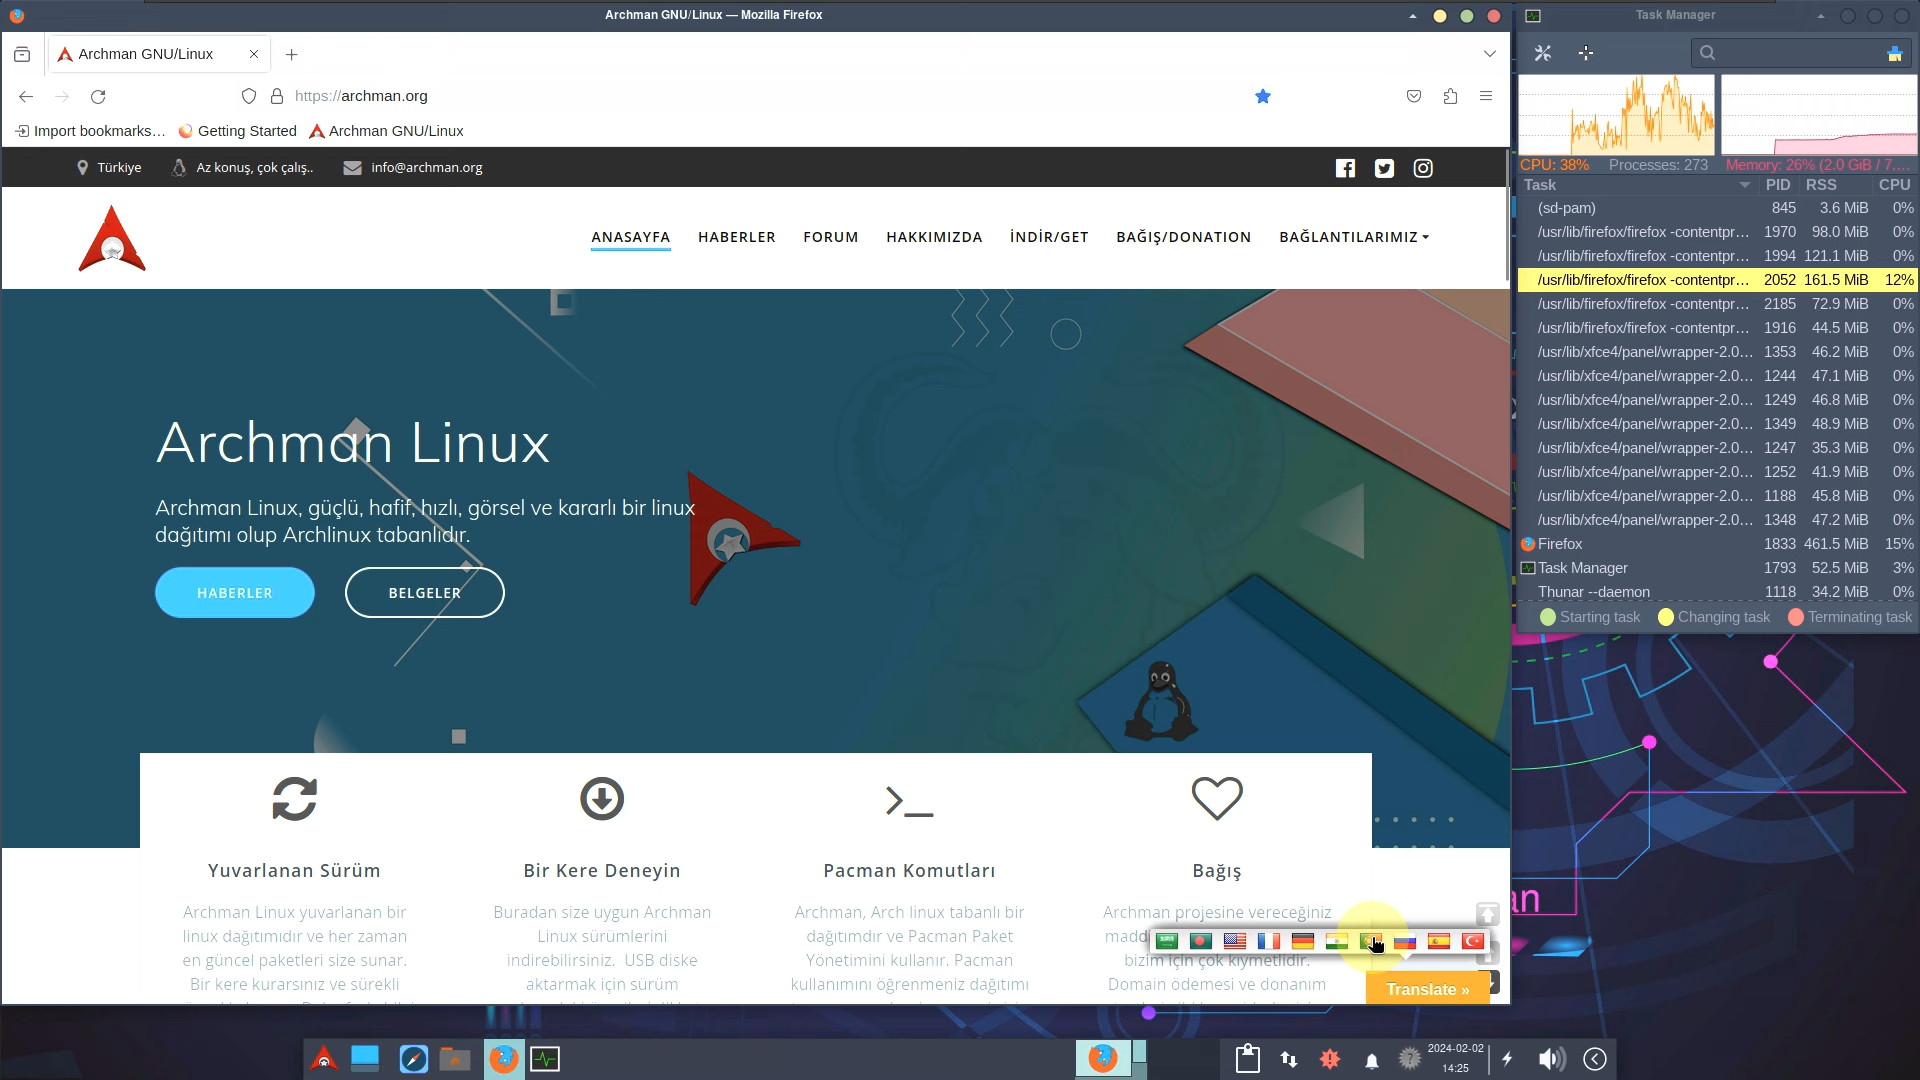 Archman GNU/Linux — Mozilla Firefox
Archman GNU/Linux
https://archman.org
Import bookmarks…
Getting Started
Archman GNU/Linux
Türkiye
Az konuş, çok çalış..
info@archman.org
ANASAYFA
HABERLER
FORUM
HAKKIMIZDA
İNDİR/GET
BAĞIŞ/DONATION
BAĞLANTILARIMIZ
Archman Linux
Archman Linux, güçlü, hafif, hızlı, görsel ve kararlı bir linux
dağıtımı olup Archlinux tabanlıdır.
HABERLER
BELGELER
Yuvarlanan Sürüm
Archman Linux yuvarlanan bir
linux dağıtımıdır ve her zaman
en güncel paketleri size sunar.
Bir kere kurarsınız ve sürekli
Bir Kere Deneyin
Buradan size uygun Archman
Linux sürümlerini
indirebilirsiniz. USB diske
aktarmak için sürüm
Pacman Komutları
Archman, Arch linux tabanlı bir
dağıtımdır ve Pacman Paket
Yönetimini kullanır. Pacman
kullanımını öğrenmeniz dağıtımı
Bağış
Archman projesine vereceğiniz
madd
bizim için çok kıymetlidir.
Domain ödemesi ve donanım
Translate »
Task Manager
CPU: 38%
Processes: 273
Memory: 26% (2.0 GiB / 7....
Task PID RSS CPU
(sd-pam) 845 3.6 MiB 0%
/usr/lib/firefox/firefox -contentpr... 1970 98.0 MiB 0%
/usr/lib/firefox/firefox -contentpr... 1994 121.1 MiB 0%
/usr/lib/firefox/firefox -contentpr... 2052 161.5 MiB 12%
/usr/lib/firefox/firefox -contentpr... 2185 72.9 MiB 0%
/usr/lib/firefox/firefox -contentpr... 1916 44.5 MiB 0%
/usr/lib/xfce4/panel/wrapper-2.0... 1353 46.2 MiB 0%
/usr/lib/xfce4/panel/wrapper-2.0... 1244 47.1 MiB 0%
/usr/lib/xfce4/panel/wrapper-2.0... 1249 46.8 MiB 0%
/usr/lib/xfce4/panel/wrapper-2.0... 1349 48.9 MiB 0%
/usr/lib/xfce4/panel/wrapper-2.0... 1247 35.3 MiB 0%
/usr/lib/xfce4/panel/wrapper-2.0... 1252 41.9 MiB 0%
/usr/lib/xfce4/panel/wrapper-2.0... 1188 45.8 MiB 0%
/usr/lib/xfce4/panel/wrapper-2.0... 1348 47.2 MiB 0%
Firefox 1833 461.5 MiB 15%
Task Manager 1793 52.5 MiB 3%
Thunar --daemon 1118 34.2 MiB 0%
Starting task
Changing task
Terminating task
an
2024-02-02
14:25